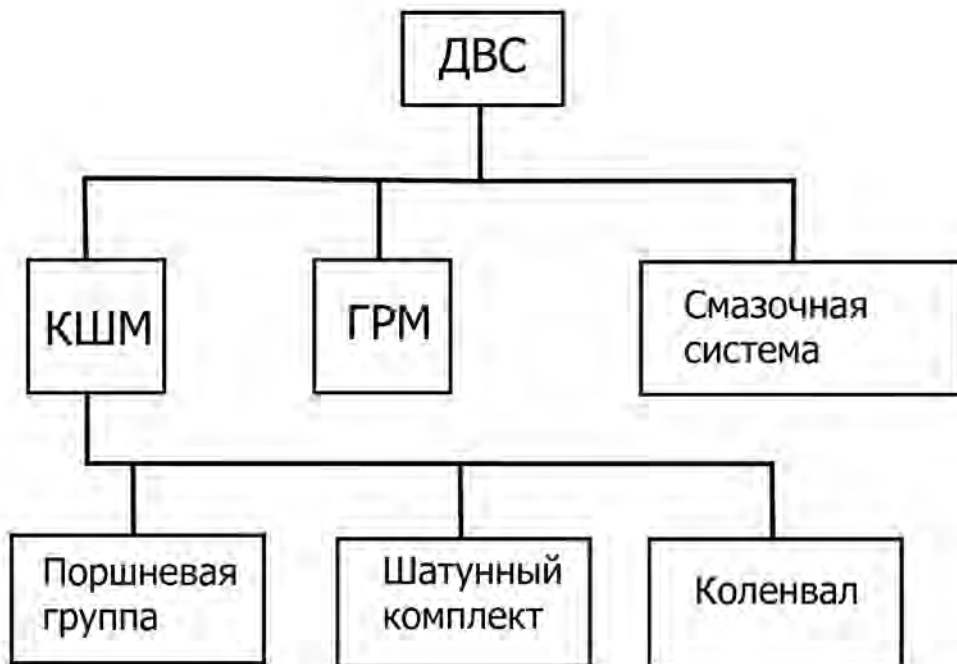 ДВС
КШМ
ГРМ
Смазочная
система
Поршневая
группа
Шатунный
комплект
Коленвал